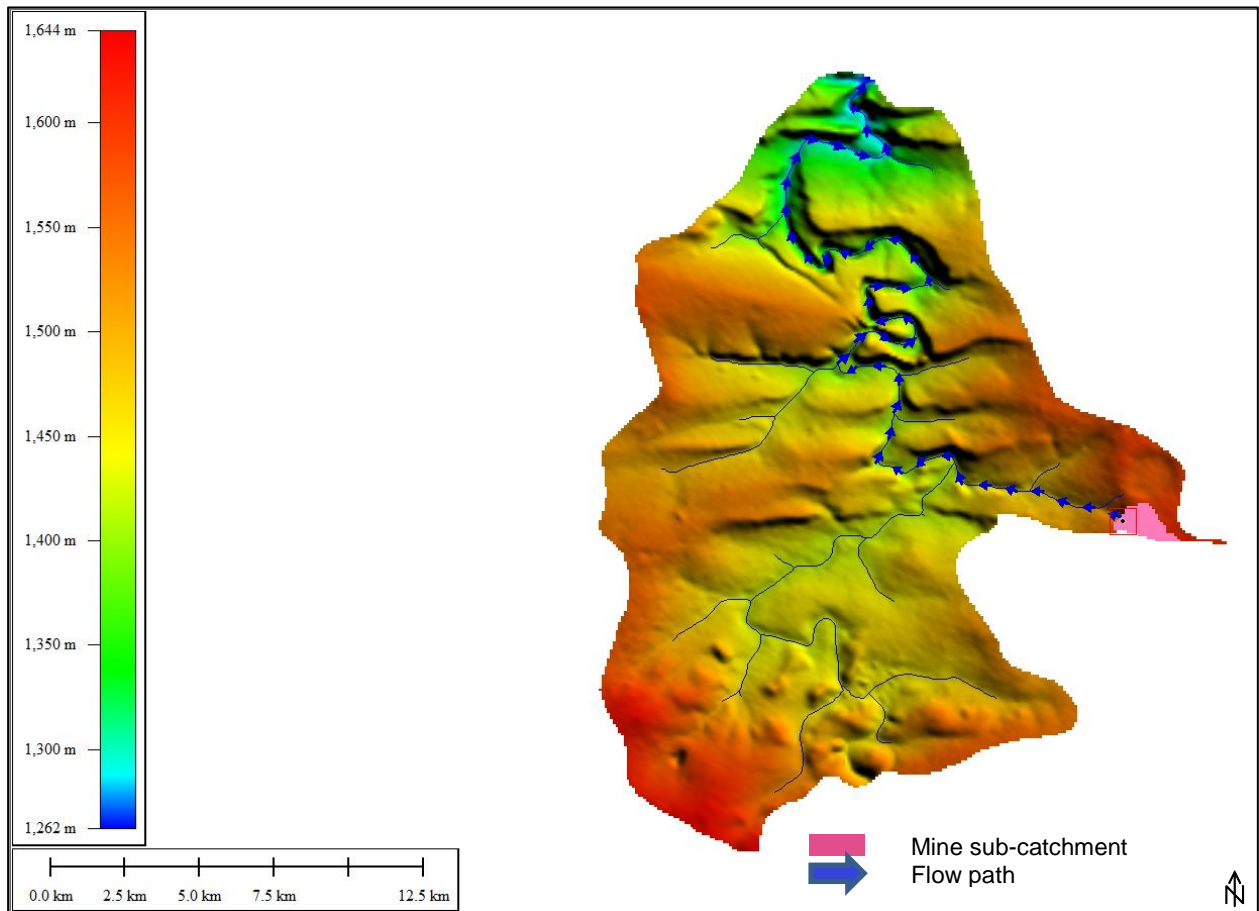 1,644 m
1,600 m
1,550 m
1,500 m
1,450 m
1,400 m
1,350 m
1,300 m
1,262 m
0.0 km 2.5 km 5.0 km 7.5 km 12.5 km
Mine sub-catchment
Flow path
N